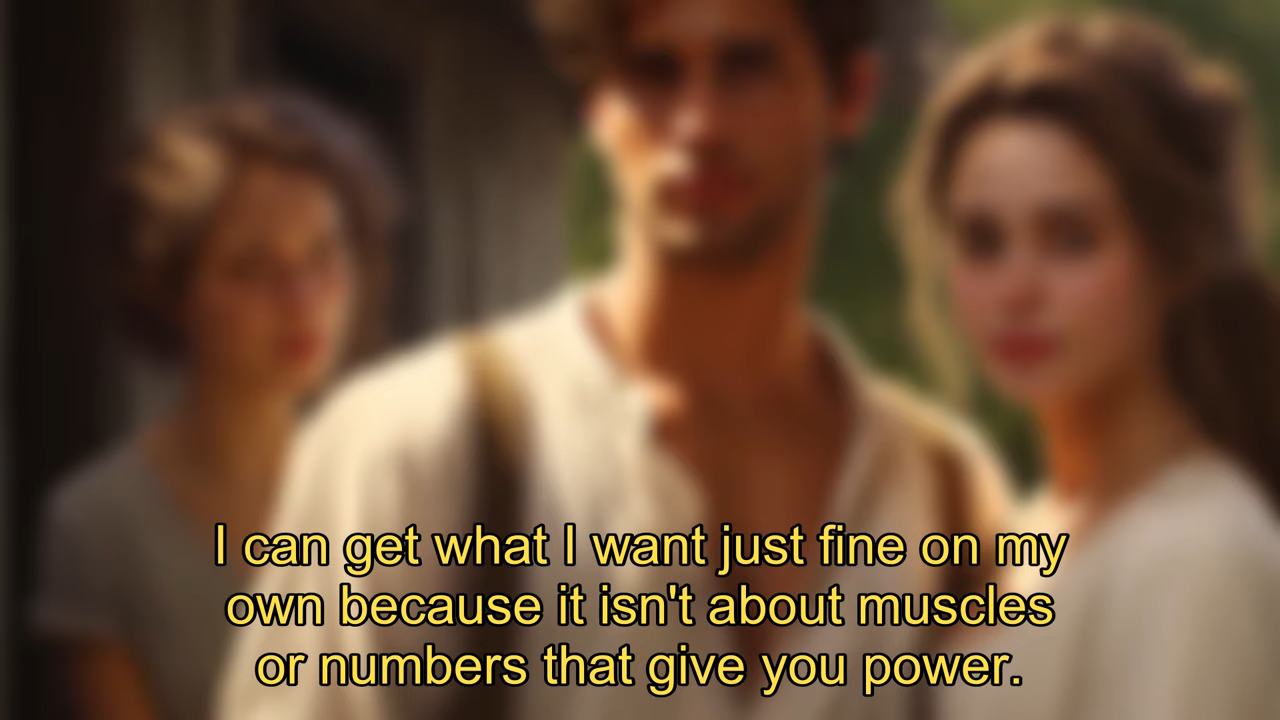 I can get what I want just fine on my
own because it isn't about muscles
or numbers that give you power.